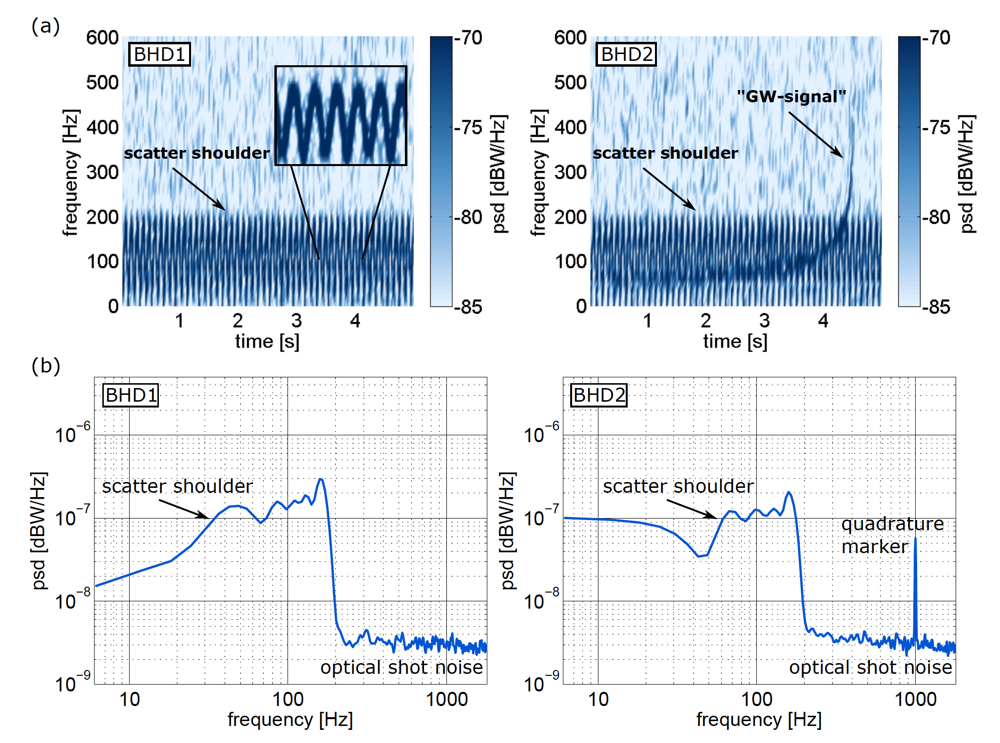 (a)
600
500
400
300
200
100
0
frequency [Hz]
BHD1
scatter shoulder
1 2 3 4
time [s]
-70
-75
-80
-85
psd [dBW/Hz]
600
500
400
300
200
100
0
frequency [Hz]
BHD2
"GW-signal"
scatter shoulder
1 2 3 4
time [s]
-70
-75
-80
-85
psd [dBW/Hz]
(b)
BHD1
10⁻⁶
10⁻⁷
10⁻⁸
10⁻⁹
psd [dBW/Hz]
scatter shoulder
optical shot noise
10 100 1000
frequency [Hz]
BHD2
10⁻⁶
10⁻⁷
10⁻⁸
10⁻⁹
psd [dBW/Hz]
scatter shoulder
quadrature
marker
optical shot noise
10 100 1000
frequency [Hz]